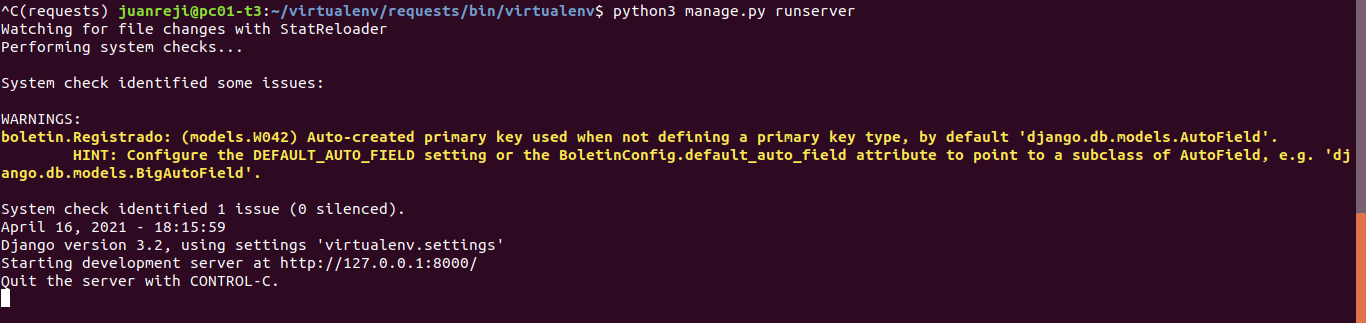 ^C(requests) juanreji@pc01-t3:~/virtualenv/requests/bin/virtualenv$ python3 manage.py runserver
Watching for file changes with StatReloader
Performing system checks...
System check identified some issues:
WARNINGS:
boletin.Registrado: (models.W042) Auto-created primary key used when not defining a primary key type, by default 'django.db.models.AutoField'.
HINT: Configure the DEFAULT_AUTO_FIELD setting or the BoletinConfig.default_auto_field attribute to point to a subclass of AutoField, e.g. 'dj
ango.db.models.BigAutoField'.
System check identified 1 issue (0 silenced).
April 16, 2021 - 18:15:59
Django version 3.2, using settings 'virtualenv.settings'
Starting development server at http://127.0.0.1:8000/
Quit the server with CONTROL-C.